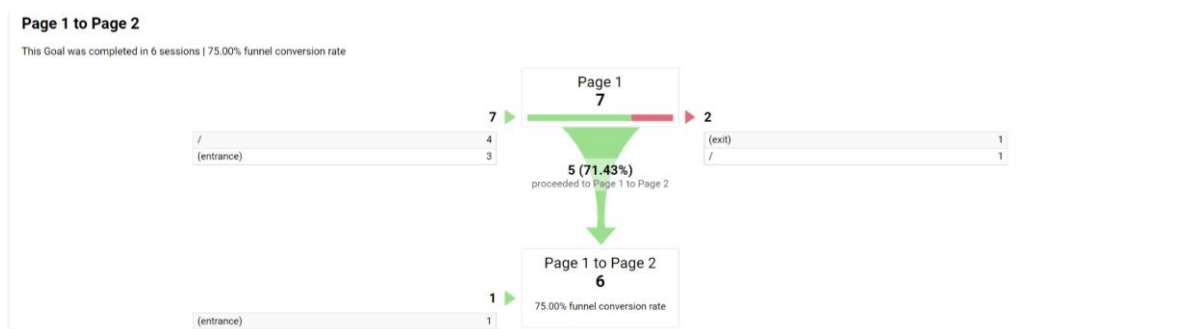 Page 1 to Page 2
This Goal was completed in 6 sessions | 75.00% funnel conversion rate
Page 1
7
7
2
/ 4
(entrance) 3
(exit) 1
/ 1
5 (71.43%)
proceeded to Page 1 to Page 2
Page 1 to Page 2
6
75.00% funnel conversion rate
1
(entrance) 1